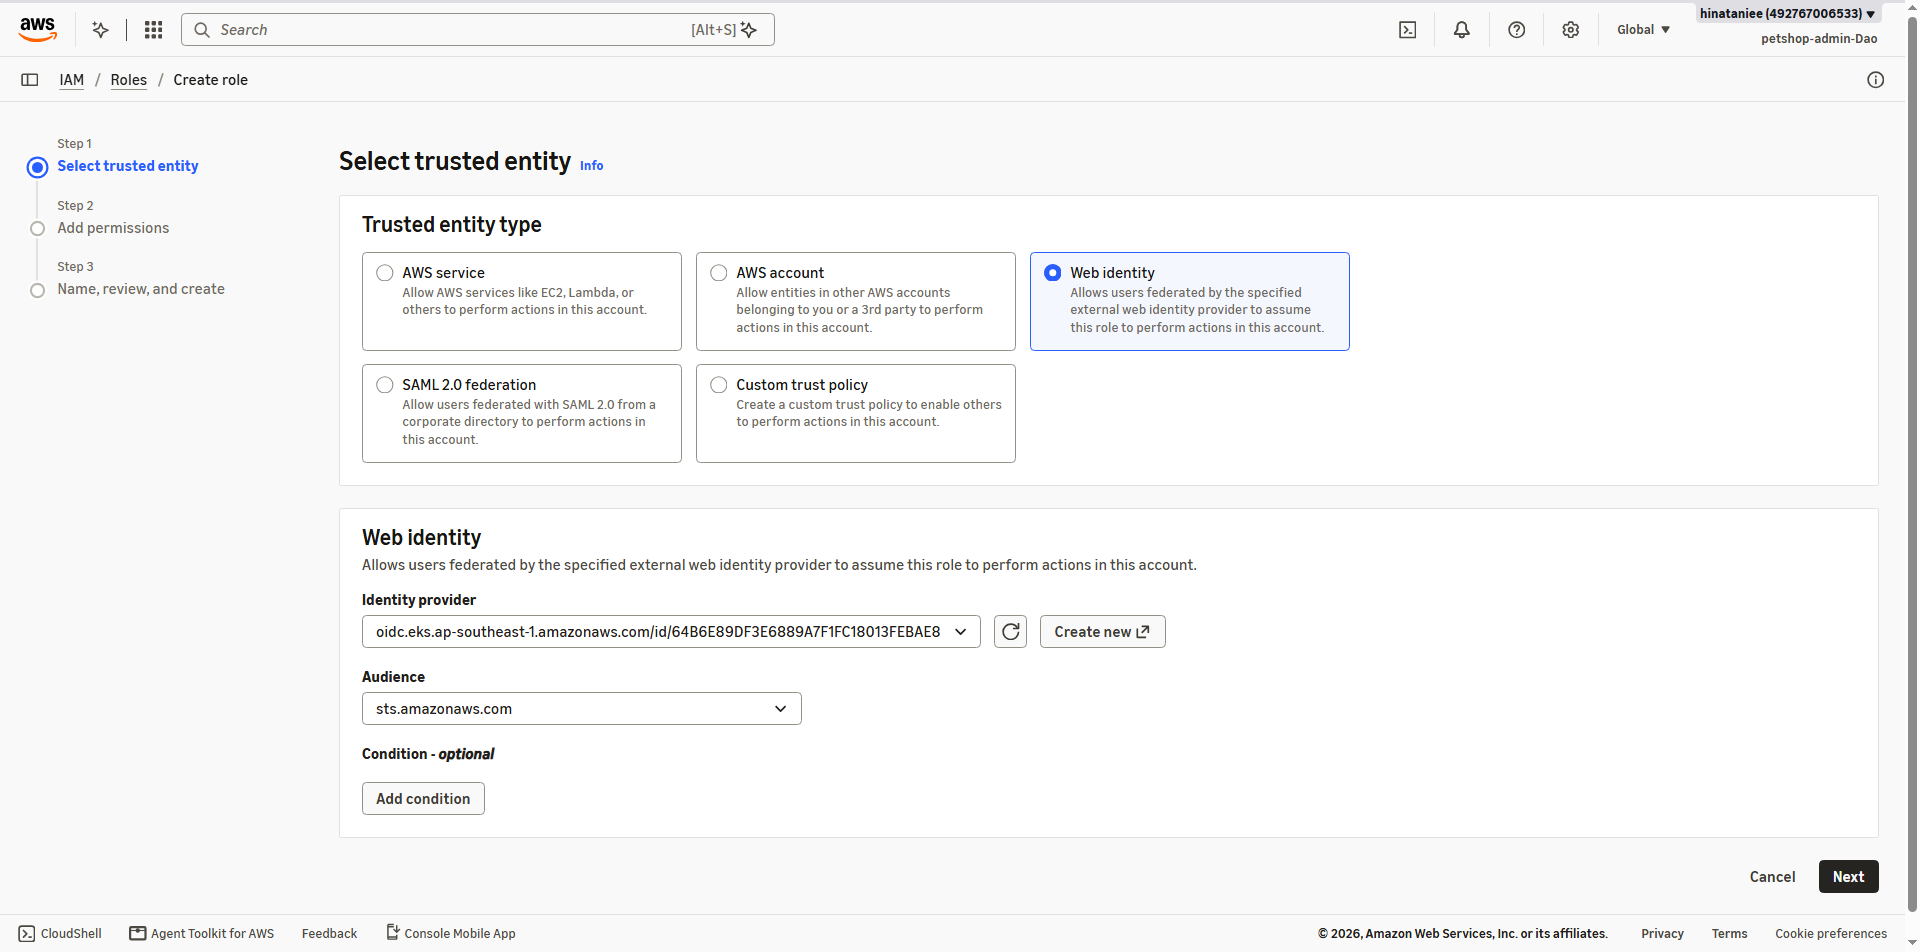 aws
Search
[Alt+S]
Global ▼
hinataniee (492767006533) ▼
petshop-admin-Dao
IAM / Roles / Create role
Step 1
Select trusted entity
Step 2
Add permissions
Step 3
Name, review, and create
Select trusted entity Info
Trusted entity type
AWS service
Allow AWS services like EC2, Lambda, or
others to perform actions in this account.
AWS account
Allow entities in other AWS accounts
belonging to you or a 3rd party to perform
actions in this account.
Web identity
Allows users federated by the specified
external web identity provider to assume
this role to perform actions in this account.
SAML 2.0 federation
Allow users federated with SAML 2.0 from a
corporate directory to perform actions in
this account.
Custom trust policy
Create a custom trust policy to enable others
to perform actions in this account.
Web identity
Allows users federated by the specified external web identity provider to assume this role to perform actions in this account.
Identity provider
oidc.eks.ap-southeast-1.amazonaws.com/id/64B6E89DF3E6889A7F1FC18013FEBAE8
Create new
Audience
sts.amazonaws.com
Condition - optional
Add condition
Cancel
Next
CloudShell
Agent Toolkit for AWS
Feedback
Console Mobile App
© 2026, Amazon Web Services, Inc. or its affiliates.
Privacy
Terms
Cookie preferences